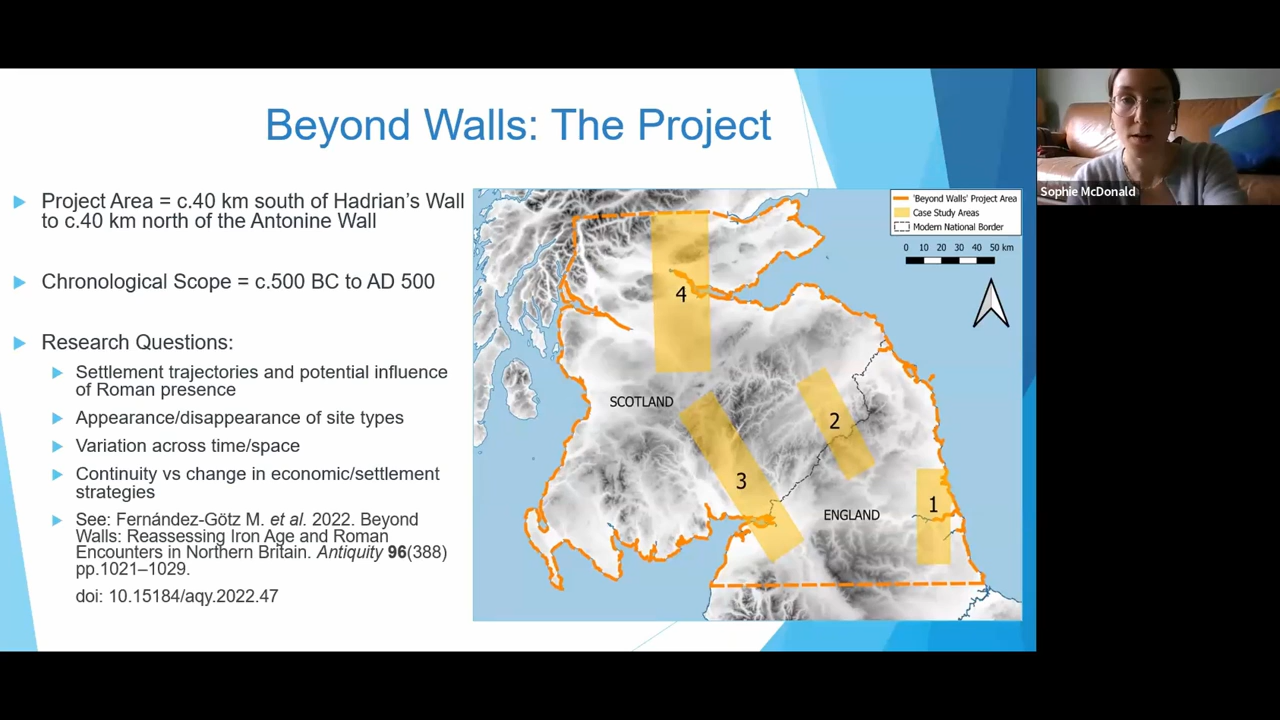 Beyond Walls: The Project
Project Area = c.40 km south of Hadrian's Wall
to c.40 km north of the Antonine Wall
Chronological Scope = c.500 BC to AD 500
Research Questions:
Settlement trajectories and potential influence
of Roman presence
Appearance/disappearance of site types
Variation across time/space
Continuity vs change in economic/settlement
strategies
See: Fernández-Götz M. et al. 2022. Beyond
Walls: Reassessing Iron Age and Roman
Encounters in Northern Britain. Antiquity 96(388)
pp.1021–1029.
doi: 10.15184/aqy.2022.47
'Beyond Walls' Project Area
Case Study Areas
Modern National Border
0 10 20 30 40 50 km
4
SCOTLAND
2
3
1
ENGLAND
Sophie McDonald